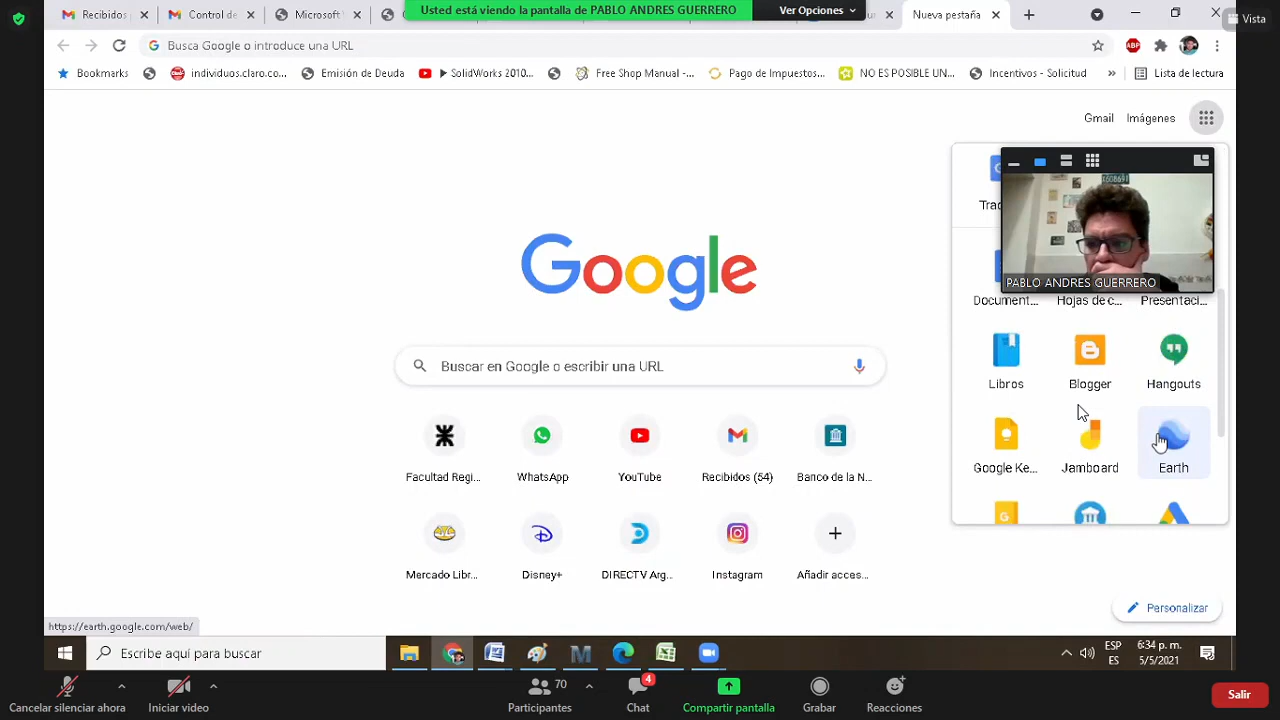 Usted está viendo la pantalla de PABLO ANDRES GUERRERO
Ver Opciones
Vista
Recibidos
Control de
Microsoft
Nueva pestaña
Busca Google o introduce una URL
ABP
Bookmarks
individuos.claro.co...
Emisión de Deuda
SolidWorks 2010...
Free Shop Manual -...
Pago de Impuestos...
NO ES POSIBLE UN...
Incentivos - Solicitud
»
Lista de lectura
Gmail
Imágenes
PABLO ANDRES GUERRERO
Document...
Hojas de c...
Presentaci...
Libros
Blogger
Hangouts
Google Ke...
Jamboard
Earth
Google
Buscar en Google o escribir una URL
Facultad Regi...
WhatsApp
YouTube
Recibidos (54)
Banco de la N...
Mercado Libr...
Disney+
DIRECTV Arg...
Instagram
Añadir acces...
Personalizar
https://earth.google.com/web/
Escribe aquí para buscar
ESP
ES
6:34 p. m.
5/5/2021
Cancelar silenciar ahora
Iniciar video
70
Participantes
4
Chat
Compartir pantalla
Grabar
Reacciones
Salir